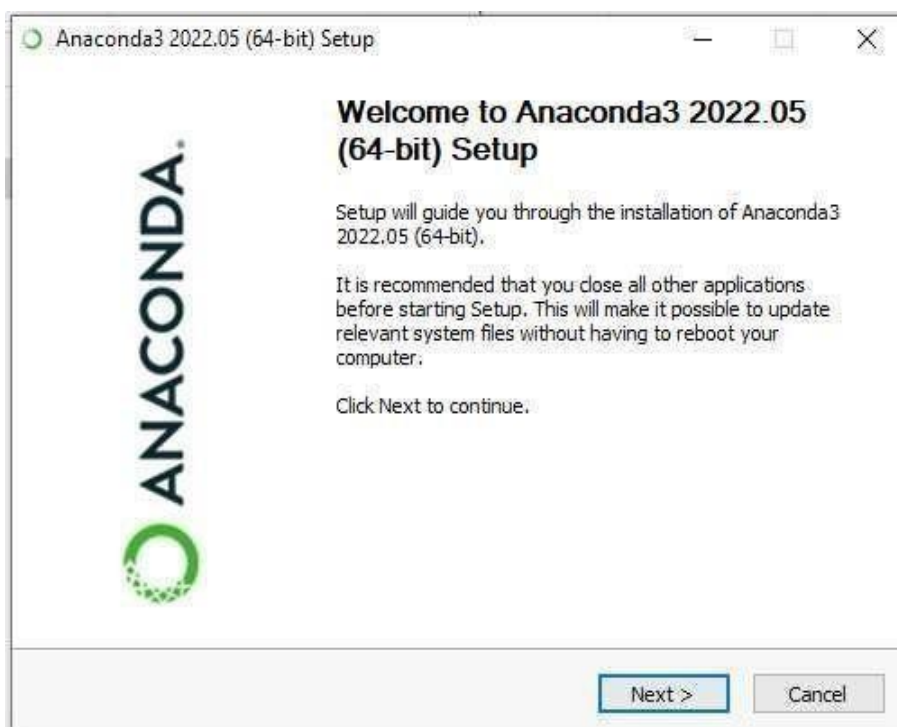 Anaconda3 2022.05 (64-bit) Setup
Welcome to Anaconda3 2022.05
(64-bit) Setup
Setup will guide you through the installation of Anaconda3
2022.05 (64-bit).
It is recommended that you close all other applications
before starting Setup. This will make it possible to update
relevant system files without having to reboot your
computer.
Click Next to continue.
ANACONDA.
Next >
Cancel